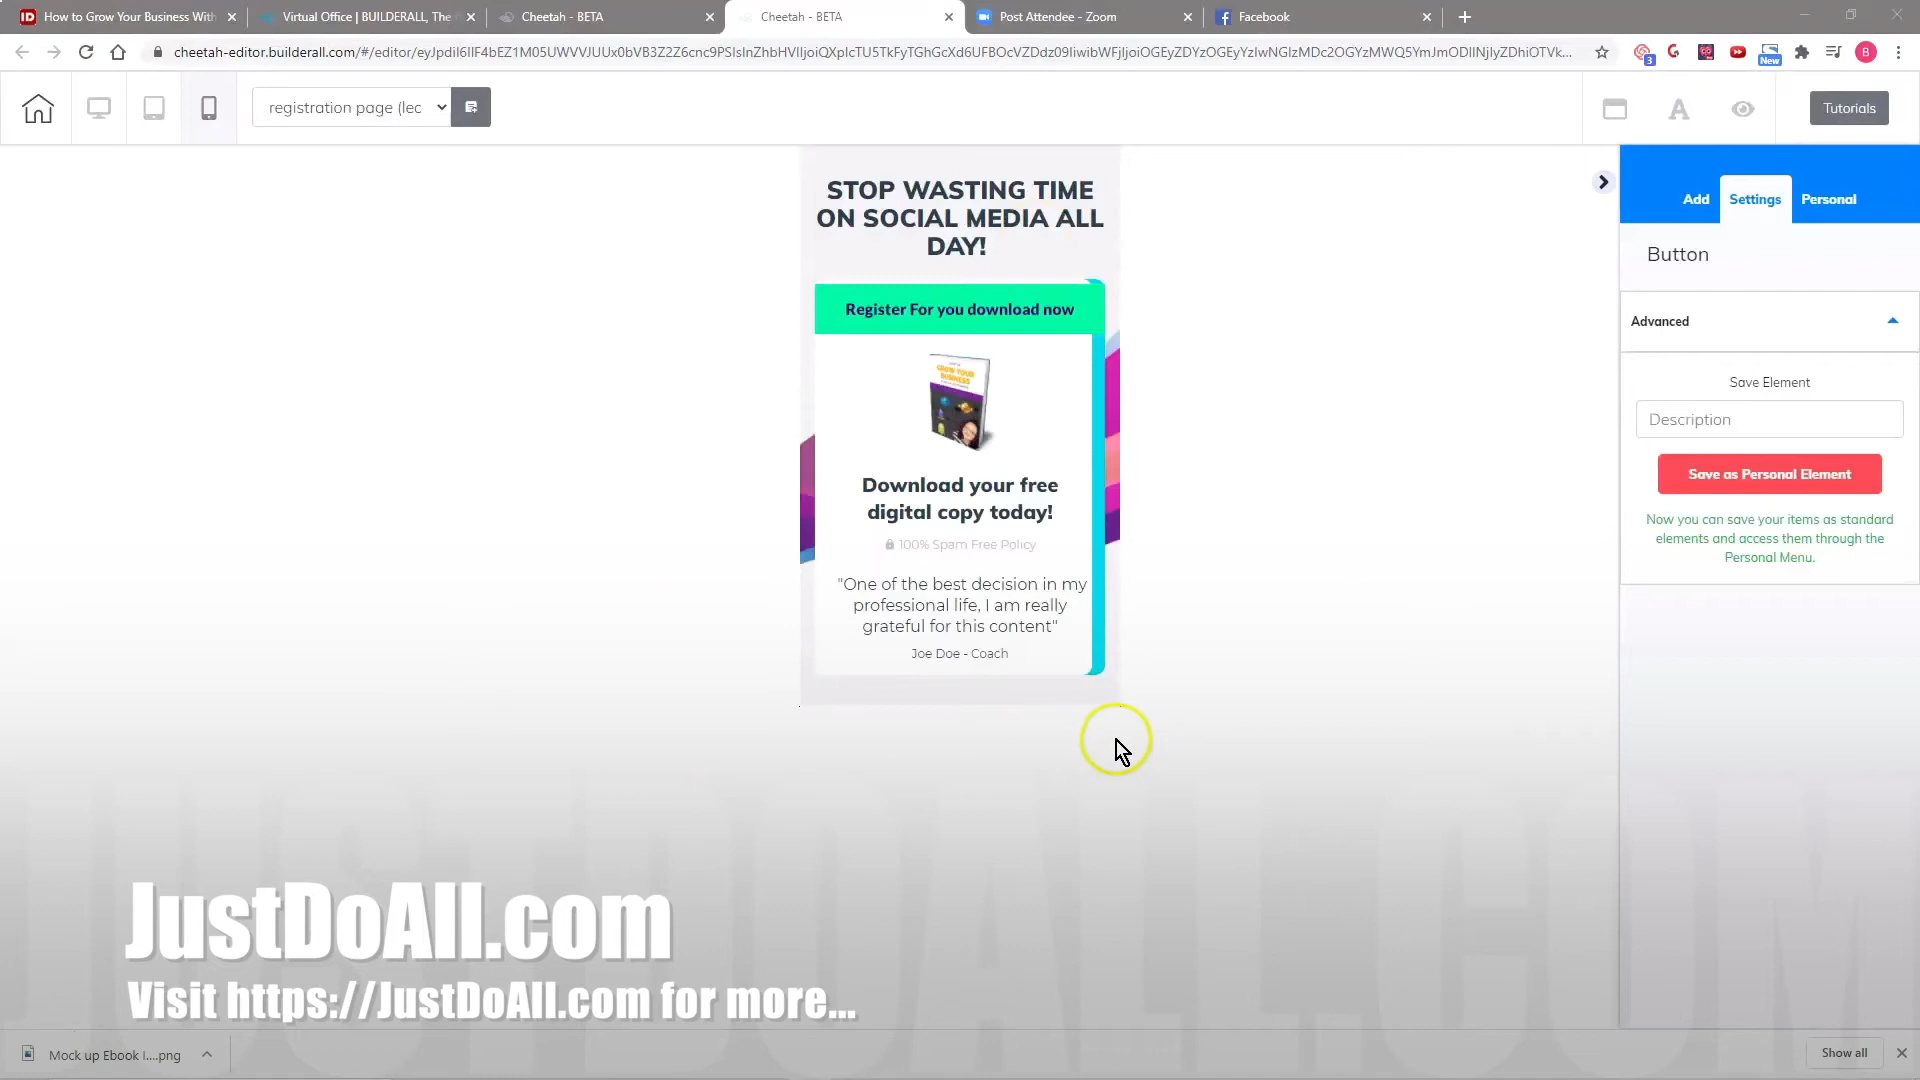 How to Grow Your Business With
Virtual Office | BUILDERALL, The
Cheetah - BETA
Cheetah - BETA
Post Attendee - Zoom
Facebook
registration page (lec
Tutorials
Add
Settings
Personal
Button
Advanced
Save Element
Description
Save as Personal Element
Now you can save your items as standard
elements and access them through the
Personal Menu.
STOP WASTING TIME
ON SOCIAL MEDIA ALL
DAY!
Register For you download now
GROW YOUR
BUSINESS
Download your free
digital copy today!
100% Spam Free Policy
"One of the best decision in my
professional life, I am really
grateful for this content"
Joe Doe - Coach
JustDoAll.com
Visit https://JustDoAll.com for more...
JUSTDOALL.COM
Mock up Ebook I....png
Show all